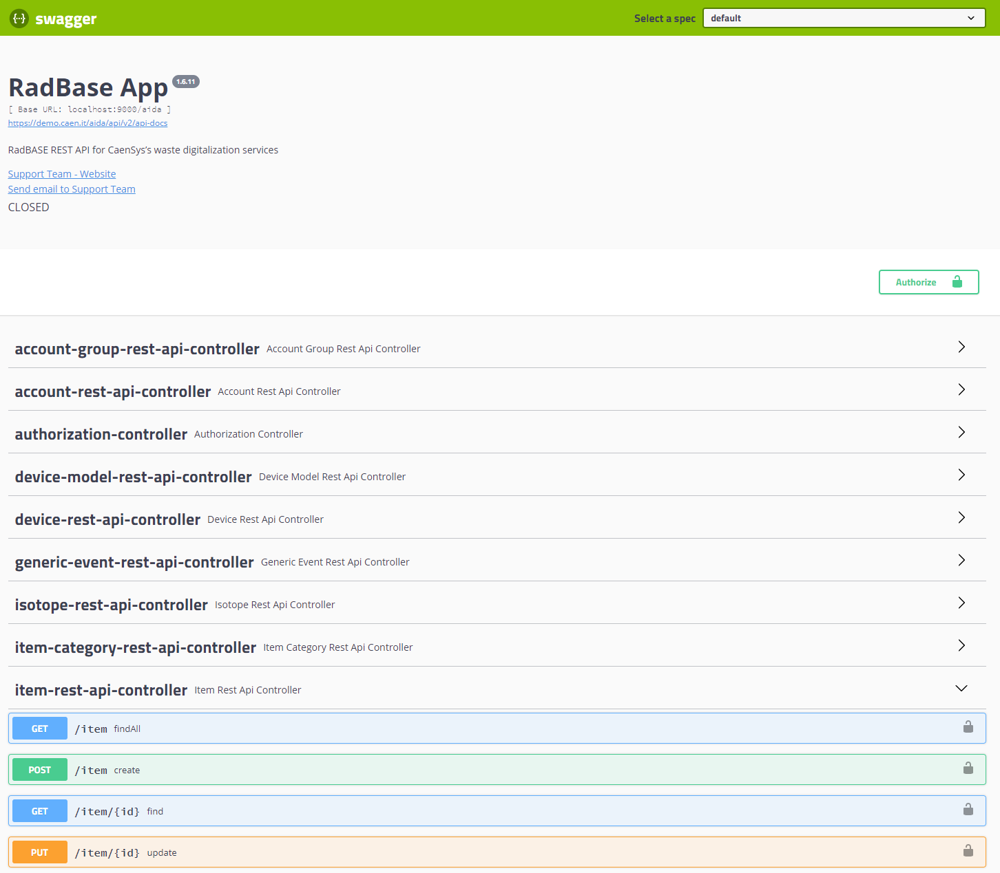 {···} swagger
Select a spec default
RadBase App 1.6.11
[ Base URL: localhost:9000/aida ]
https://demo.caen.it/aida/api/v2/api-docs
RadBASE REST API for CaenSys’s waste digitalization services
Support Team - Website
Send email to Support Team
CLOSED
Authorize
account-group-rest-api-controller Account Group Rest Api Controller
account-rest-api-controller Account Rest Api Controller
authorization-controller Authorization Controller
device-model-rest-api-controller Device Model Rest Api Controller
device-rest-api-controller Device Rest Api Controller
generic-event-rest-api-controller Generic Event Rest Api Controller
isotope-rest-api-controller Isotope Rest Api Controller
item-category-rest-api-controller Item Category Rest Api Controller
item-rest-api-controller Item Rest Api Controller
GET /item findAll
POST /item create
GET /item/{id} find
PUT /item/{id} update